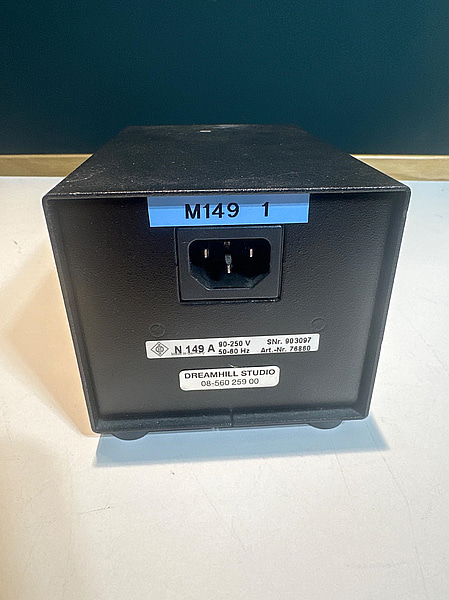 M149 1
N 149 A 90-250 V SNr. 903097
50-60 Hz Art.-Nr. 76860
DREAMHILL STUDIO
08-560 259 00